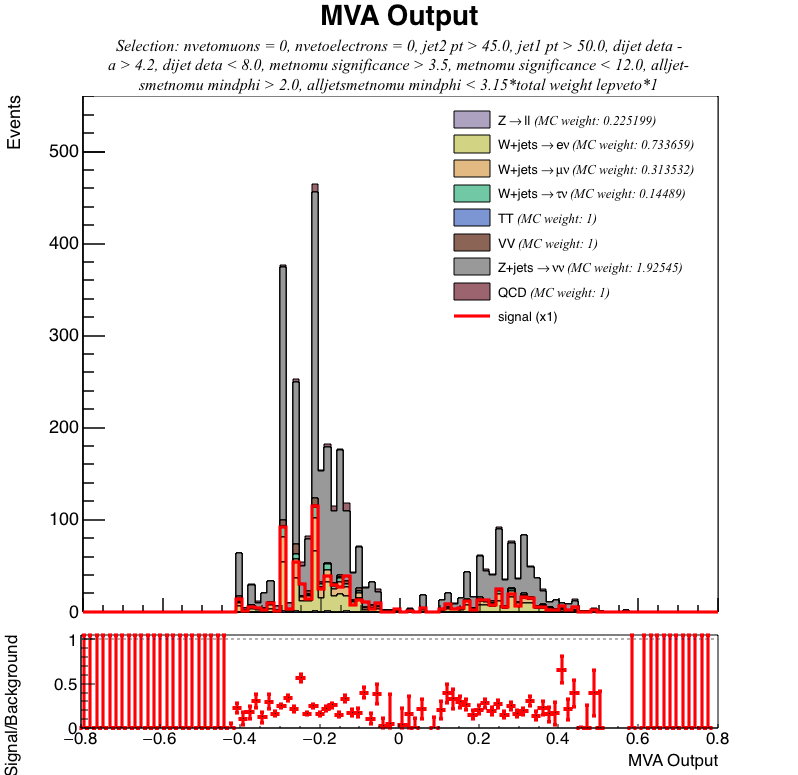 MVA Output
Selection: nvetomuons = 0, nvetoelectrons = 0, jet2 pt > 45.0, jet1 pt > 50.0, dijet deta -
a > 4.2, dijet deta < 8.0, metnomu significance > 3.5, metnomu significance < 12.0, alljet-
smetnomu mindphi > 2.0, alljetsmetnomu mindphi < 3.15*total weight lepveto*1
Events
500
400
300
200
100
0
Z→ll (MC weight: 0.225199)
W+jets→eν (MC weight: 0.733659)
W+jets→μν (MC weight: 0.313532)
W+jets→τν (MC weight: 0.14489)
TT (MC weight: 1)
VV (MC weight: 1)
Z+jets→νν (MC weight: 1.92545)
QCD (MC weight: 1)
signal (x1)
Signal/Background
1
0.5
0
−0.8 −0.6 −0.4 −0.2 0 0.2 0.4 0.6 0.8
MVA Output